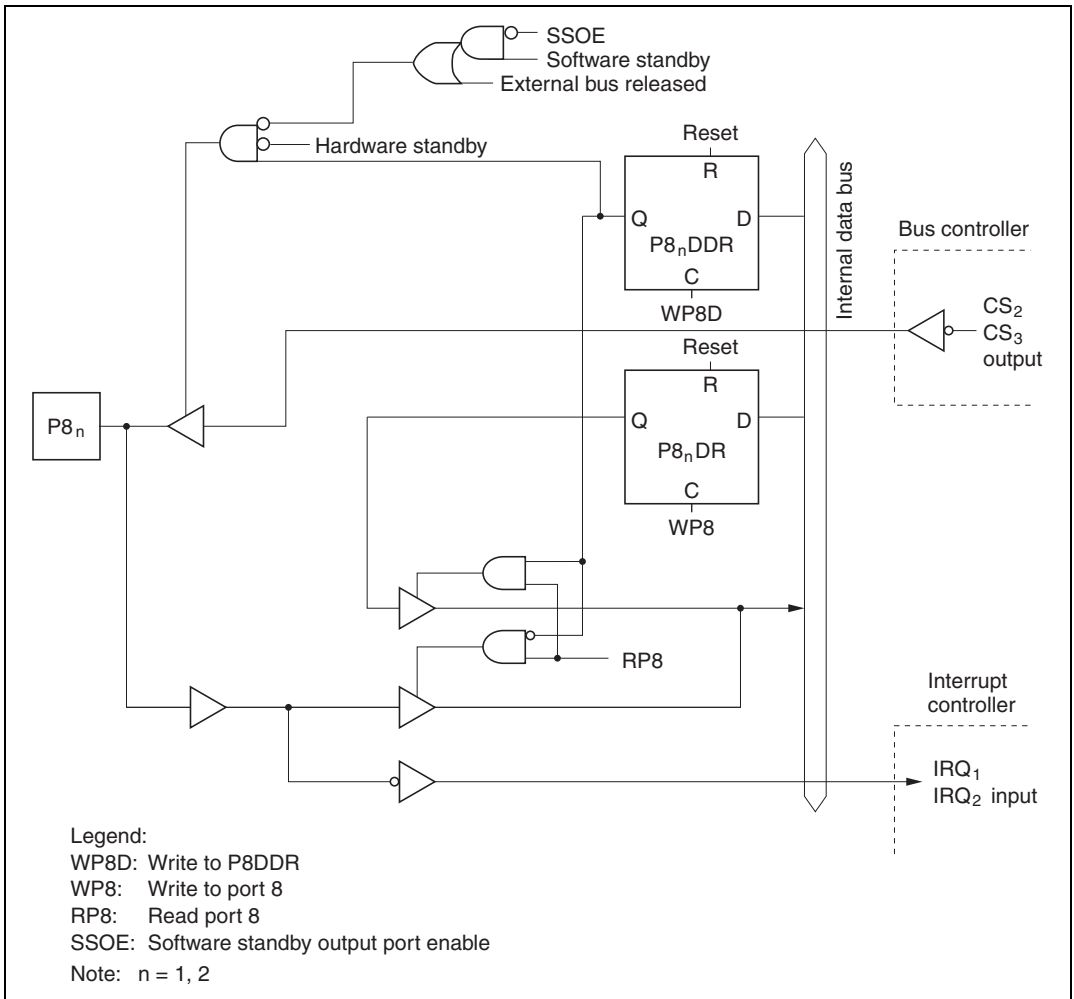 SSOE
Software standby
External bus released
Hardware standby
Reset
R
Q
D
P8nDDR
C
WP8D
Internal data bus
Bus controller
CS2
CS3
output
Reset
R
Q
D
P8nDR
C
WP8
P8n
RP8
Interrupt
controller
IRQ1
IRQ2 input
Legend:
WP8D: Write to P8DDR
WP8: Write to port 8
RP8: Read port 8
SSOE: Software standby output port enable
Note: n = 1, 2